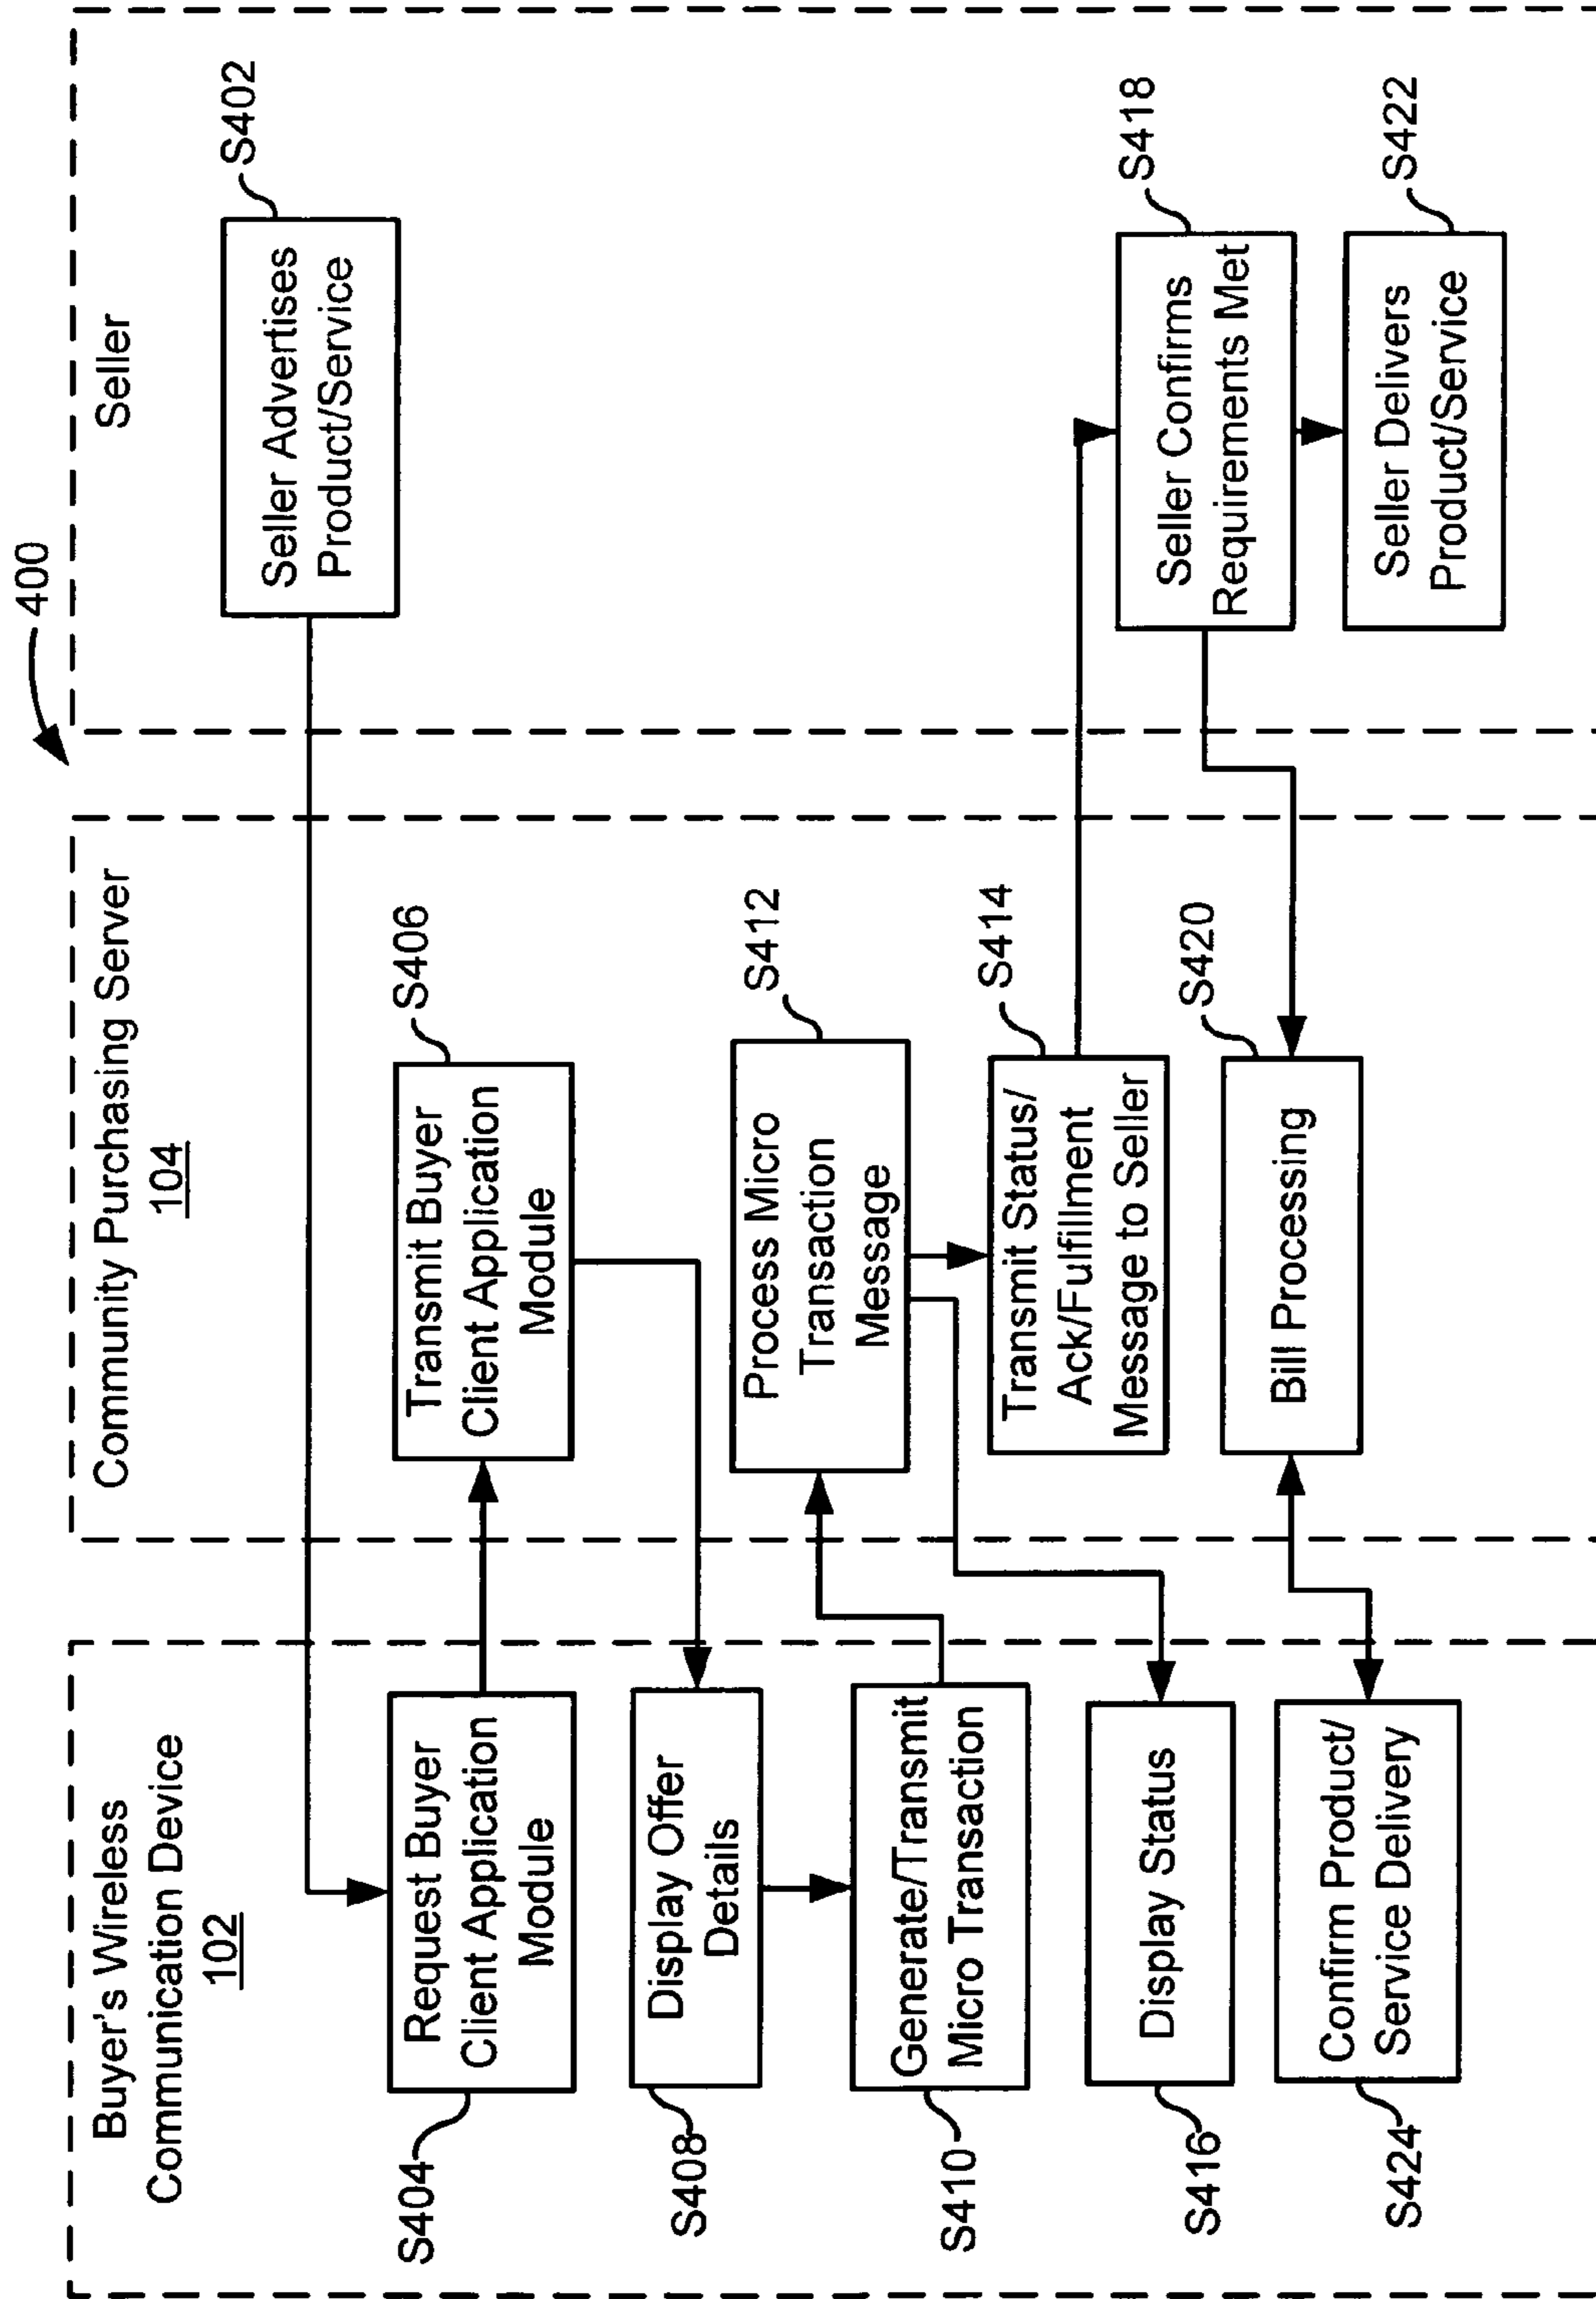 400
Buyer's Wireless
Communication Device
102
Community Purchasing Server
104
Seller
Seller Advertises
Product/Service
S402
S404
Request Buyer
Client Application
Module
Transmit Buyer
Client Application
Module
S406
S408
Display Offer
Details
S410
Generate/Transmit
Micro Transaction
Process Micro
Transaction
Message
S412
Transmit Status/
Ack/Fulfillment
Message to Seller
S414
S416
Display Status
Seller Confirms
Requirements Met
S418
Bill Processing
S420
Seller Delivers
Product/Service
S422
S424
Confirm Product/
Service Delivery